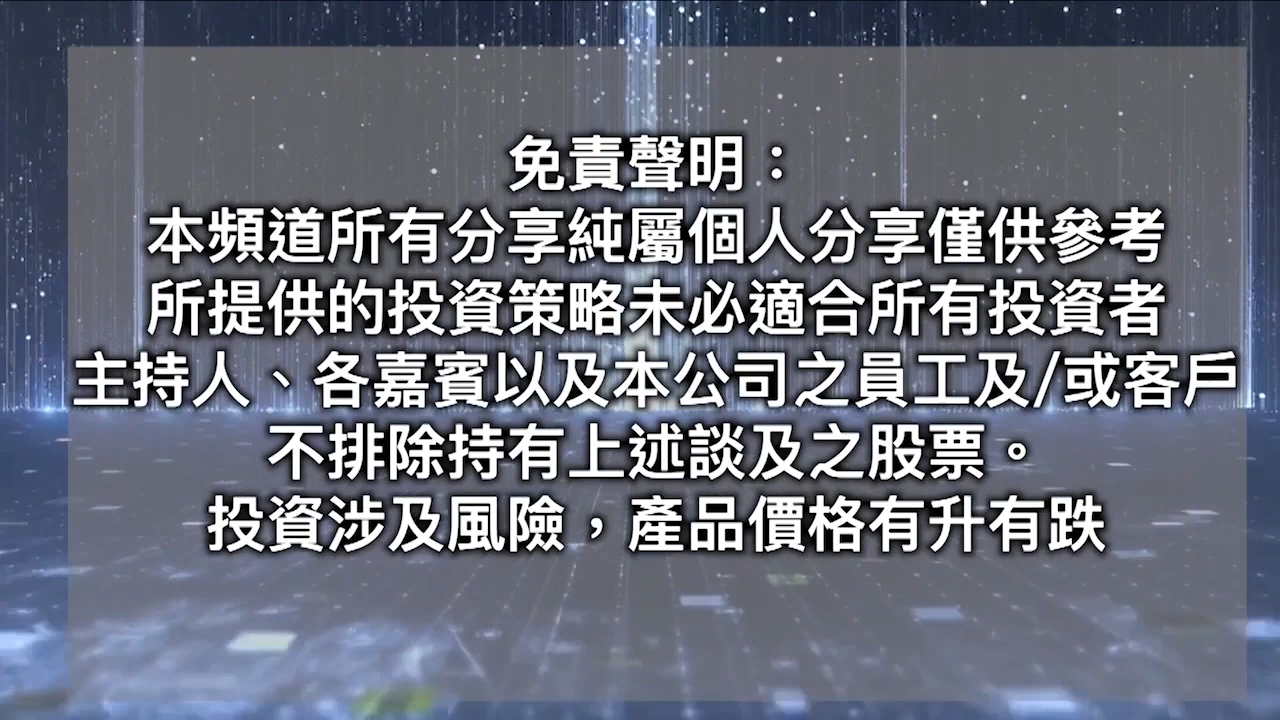 免責聲明：
本頻道所有分享純屬個人分享僅供參考
所提供的投資策略未必適合所有投資者
主持人、各嘉賓以及本公司之員工及/或客戶
不排除持有上述談及之股票。
投資涉及風險，產品價格有升有跌